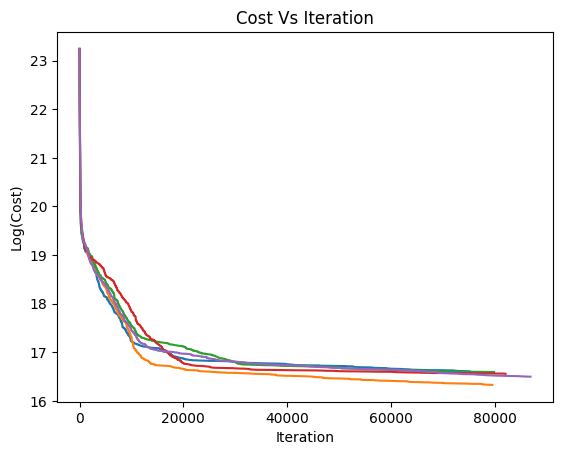 Cost Vs Iteration
Log(Cost)
23
22
21
20
19
18
17
16
0 20000 40000 60000 80000
Iteration